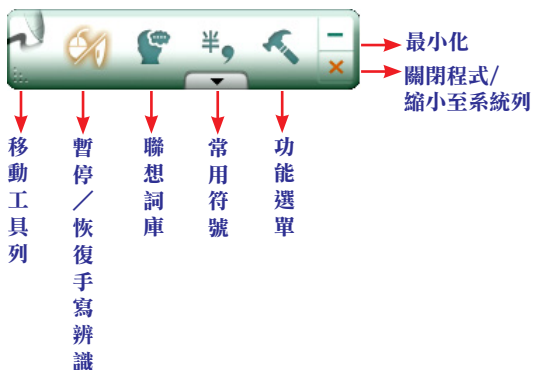 半,
最小化
關閉程式/
縮小至系統列
移動工具列
暫停／恢復手寫辨識
聯想詞庫
常用符號
功能選單